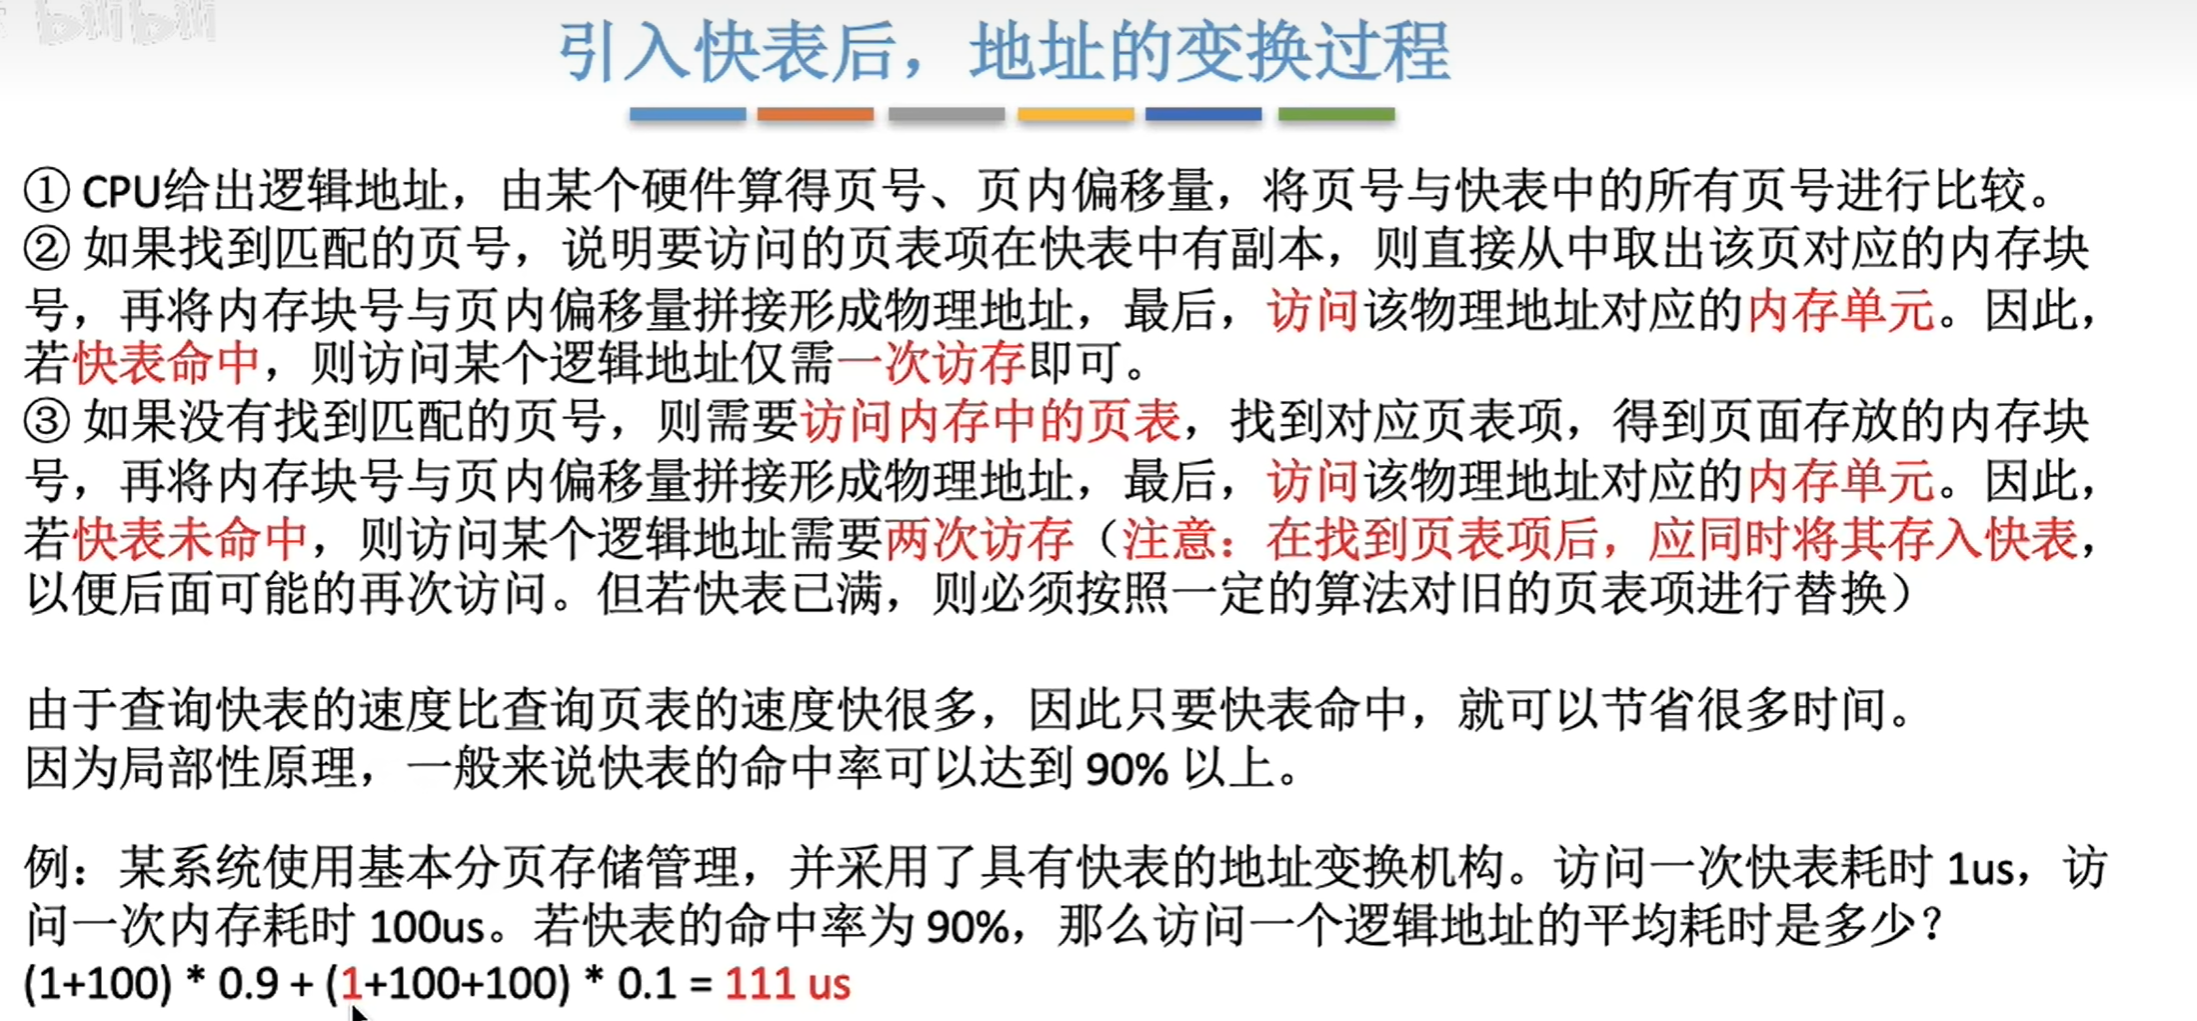 bilibili
引入快表后，地址的变换过程
① CPU给出逻辑地址，由某个硬件算得页号、页内偏移量，将页号与快表中的所有页号进行比较。
② 如果找到匹配的页号，说明要访问的页表项在快表中有副本，则直接从中取出该页对应的内存块
号，再将内存块号与页内偏移量拼接形成物理地址，最后，访问该物理地址对应的内存单元。因此，
若快表命中，则访问某个逻辑地址仅需一次访存即可。
③ 如果没有找到匹配的页号，则需要访问内存中的页表，找到对应页表项，得到页面存放的内存块
号，再将内存块号与页内偏移量拼接形成物理地址，最后，访问该物理地址对应的内存单元。因此，
若快表未命中，则访问某个逻辑地址需要两次访存（注意：在找到页表项后，应同时将其存入快表，
以便后面可能的再次访问。但若快表已满，则必须按照一定的算法对旧的页表项进行替换）
由于查询快表的速度比查询页表的速度快很多，因此只要快表命中，就可以节省很多时间。
因为局部性原理，一般来说快表的命中率可以达到 90% 以上。
例：某系统使用基本分页存储管理，并采用了具有快表的地址变换机构。访问一次快表耗时 1us，访
问一次内存耗时 100us。若快表的命中率为 90%，那么访问一个逻辑地址的平均耗时是多少？
(1+100) * 0.9 + (1+100+100) * 0.1 = 111 us